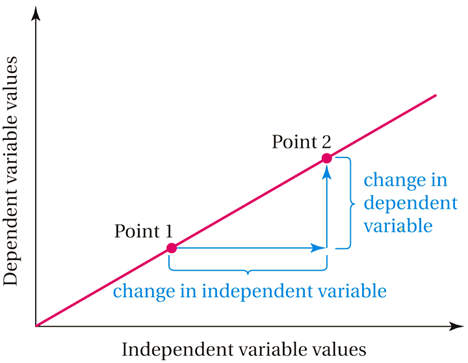 Dependent variable values
Point 2
change in
dependent
variable
Point 1
change in independent variable
Independent variable values